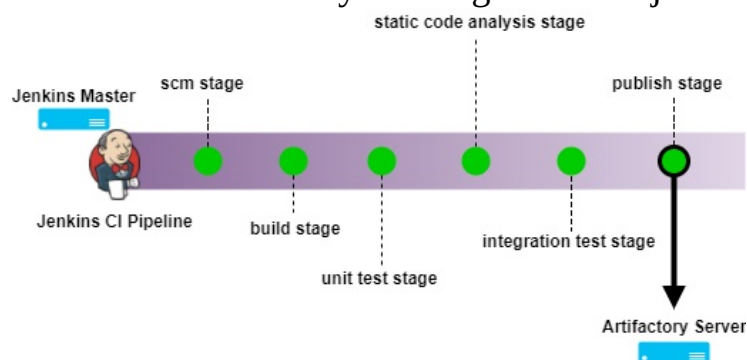 static code analysis stage
scm stage
publish stage
Jenkins Master
Jenkins CI Pipeline
build stage
integration test stage
unit test stage
Artifactory Server